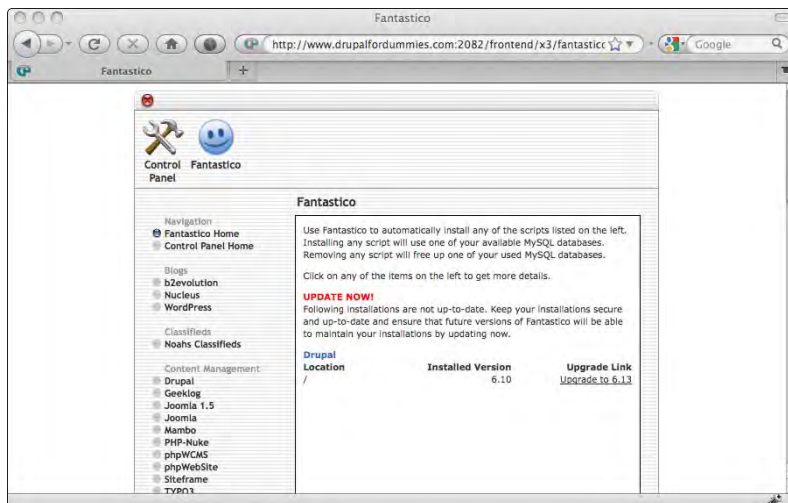 Fantastico
http://www.drupalfordummies.com:2082/frontend/x3/fantastic
Google
Fantastico
+
Control Panel
Fantastico
Navigation
Fantastico Home
Control Panel Home
Blogs
b2evolution
Nucleus
WordPress
Classifieds
Noahs Classifieds
Content Management
Drupal
Geeklog
Joomla 1.5
Joomla
Mambo
PHP-Nuke
phpWCMS
phpWebSite
Siteframe
TYPO3
Fantastico
Use Fantastico to automatically install any of the scripts listed on the left.
Installing any script will use one of your available MySQL databases.
Removing any script will free up one of your used MySQL databases.
Click on any of the items on the left to get more details.
UPDATE NOW!
Following installations are not up-to-date. Keep your installations secure
and up-to-date and ensure that future versions of Fantastico will be able
to maintain your installations by updating now.
Drupal
Location Installed Version Upgrade Link
/ 6.10 Upgrade to 6.13